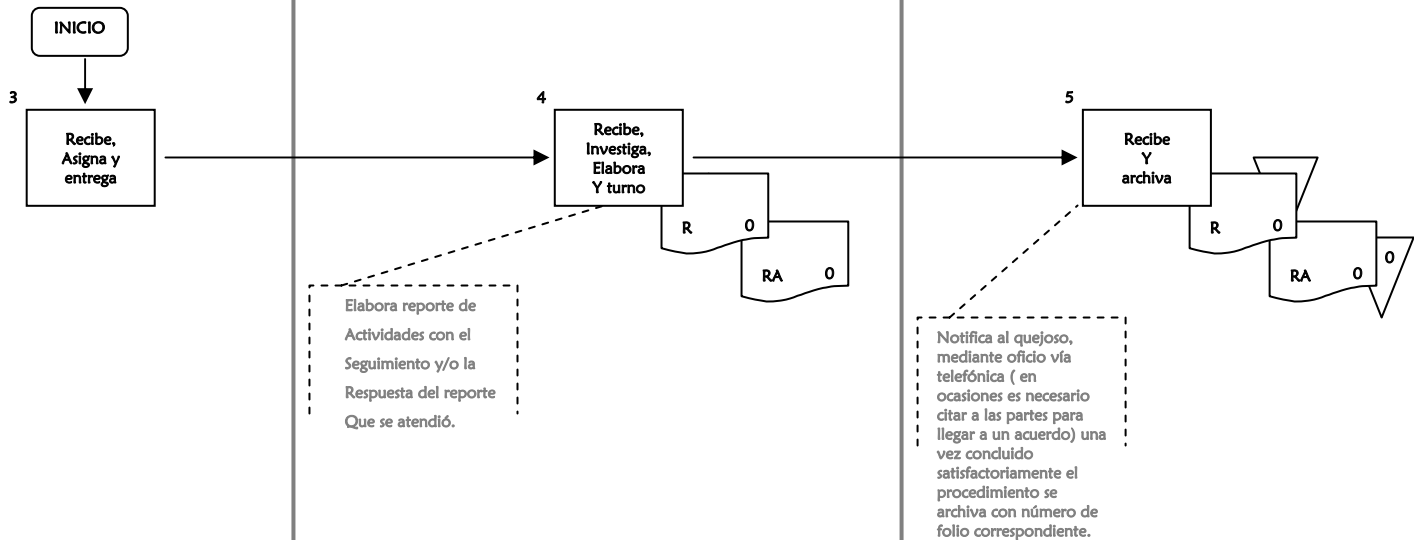 INICIO
3
Recibe,
Asigna y
entrega
4
Recibe,
Investiga,
Elabora
Y turno
R 0
RA 0
Elabora reporte de
Actividades con el
Seguimiento y/o la
Respuesta del reporte
Que se atendió.
5
Recibe
Y
archiva
R 0
RA 0
0
Notifica al quejoso,
mediante oficio vía
telefónica ( en
ocasiones es necesario
citar a las partes para
llegar a un acuerdo) una
vez concluido
satisfactoriamente el
procedimiento se
archiva con número de
folio correspondiente.